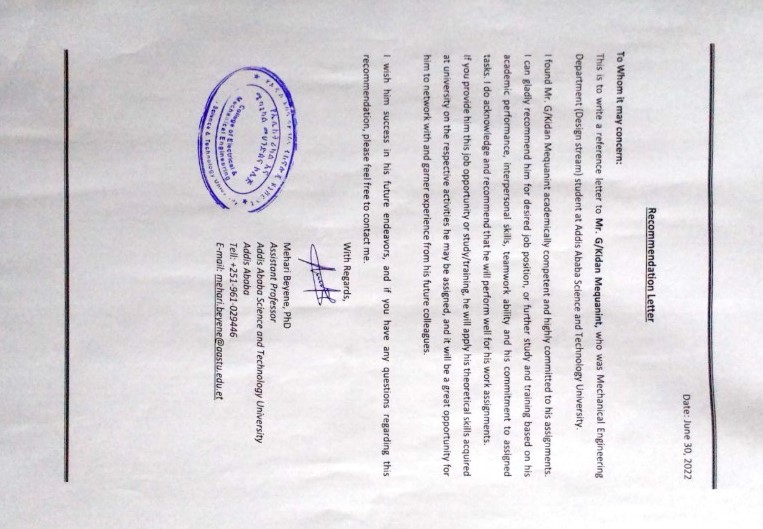 Date: June 30, 2022
Recommendation Letter
To Whom it may concern:
This is to write a reference letter to Mr. G/Kidan Mequanint, who was Mechanical Engineering
Department (Design stream) student at Addis Ababa Science and Technology University.
I found Mr. G/Kidan Mequanint academically competent and highly committed to his assignments.
I can gladly recommend him for desired job position, or further study and training based on his
academic performance, interpersonal skills, teamwork ability and his commitment to assigned
tasks. I do acknowledge and recommend that he will perform well for his work assignments.
If you provide him this job opportunity or study/training, he will apply his theoretical skills acquired
at university on the respective activities he may be assigned, and it will be a great opportunity for
him to network with and garner experience from his future colleagues.
I wish him success in his future endeavors, and if you have any questions regarding this
recommendation, please feel free to contact me.
With Regards,
Mehari Beyene, PhD
Assistant Professor
Addis Ababa Science and Technology University
Addis Ababa
Tell: +251-961-029446
E-mail: mehari.beyene@aastu.edu.et
College of Electrical &
Mechanical Engineering
Science & Technology